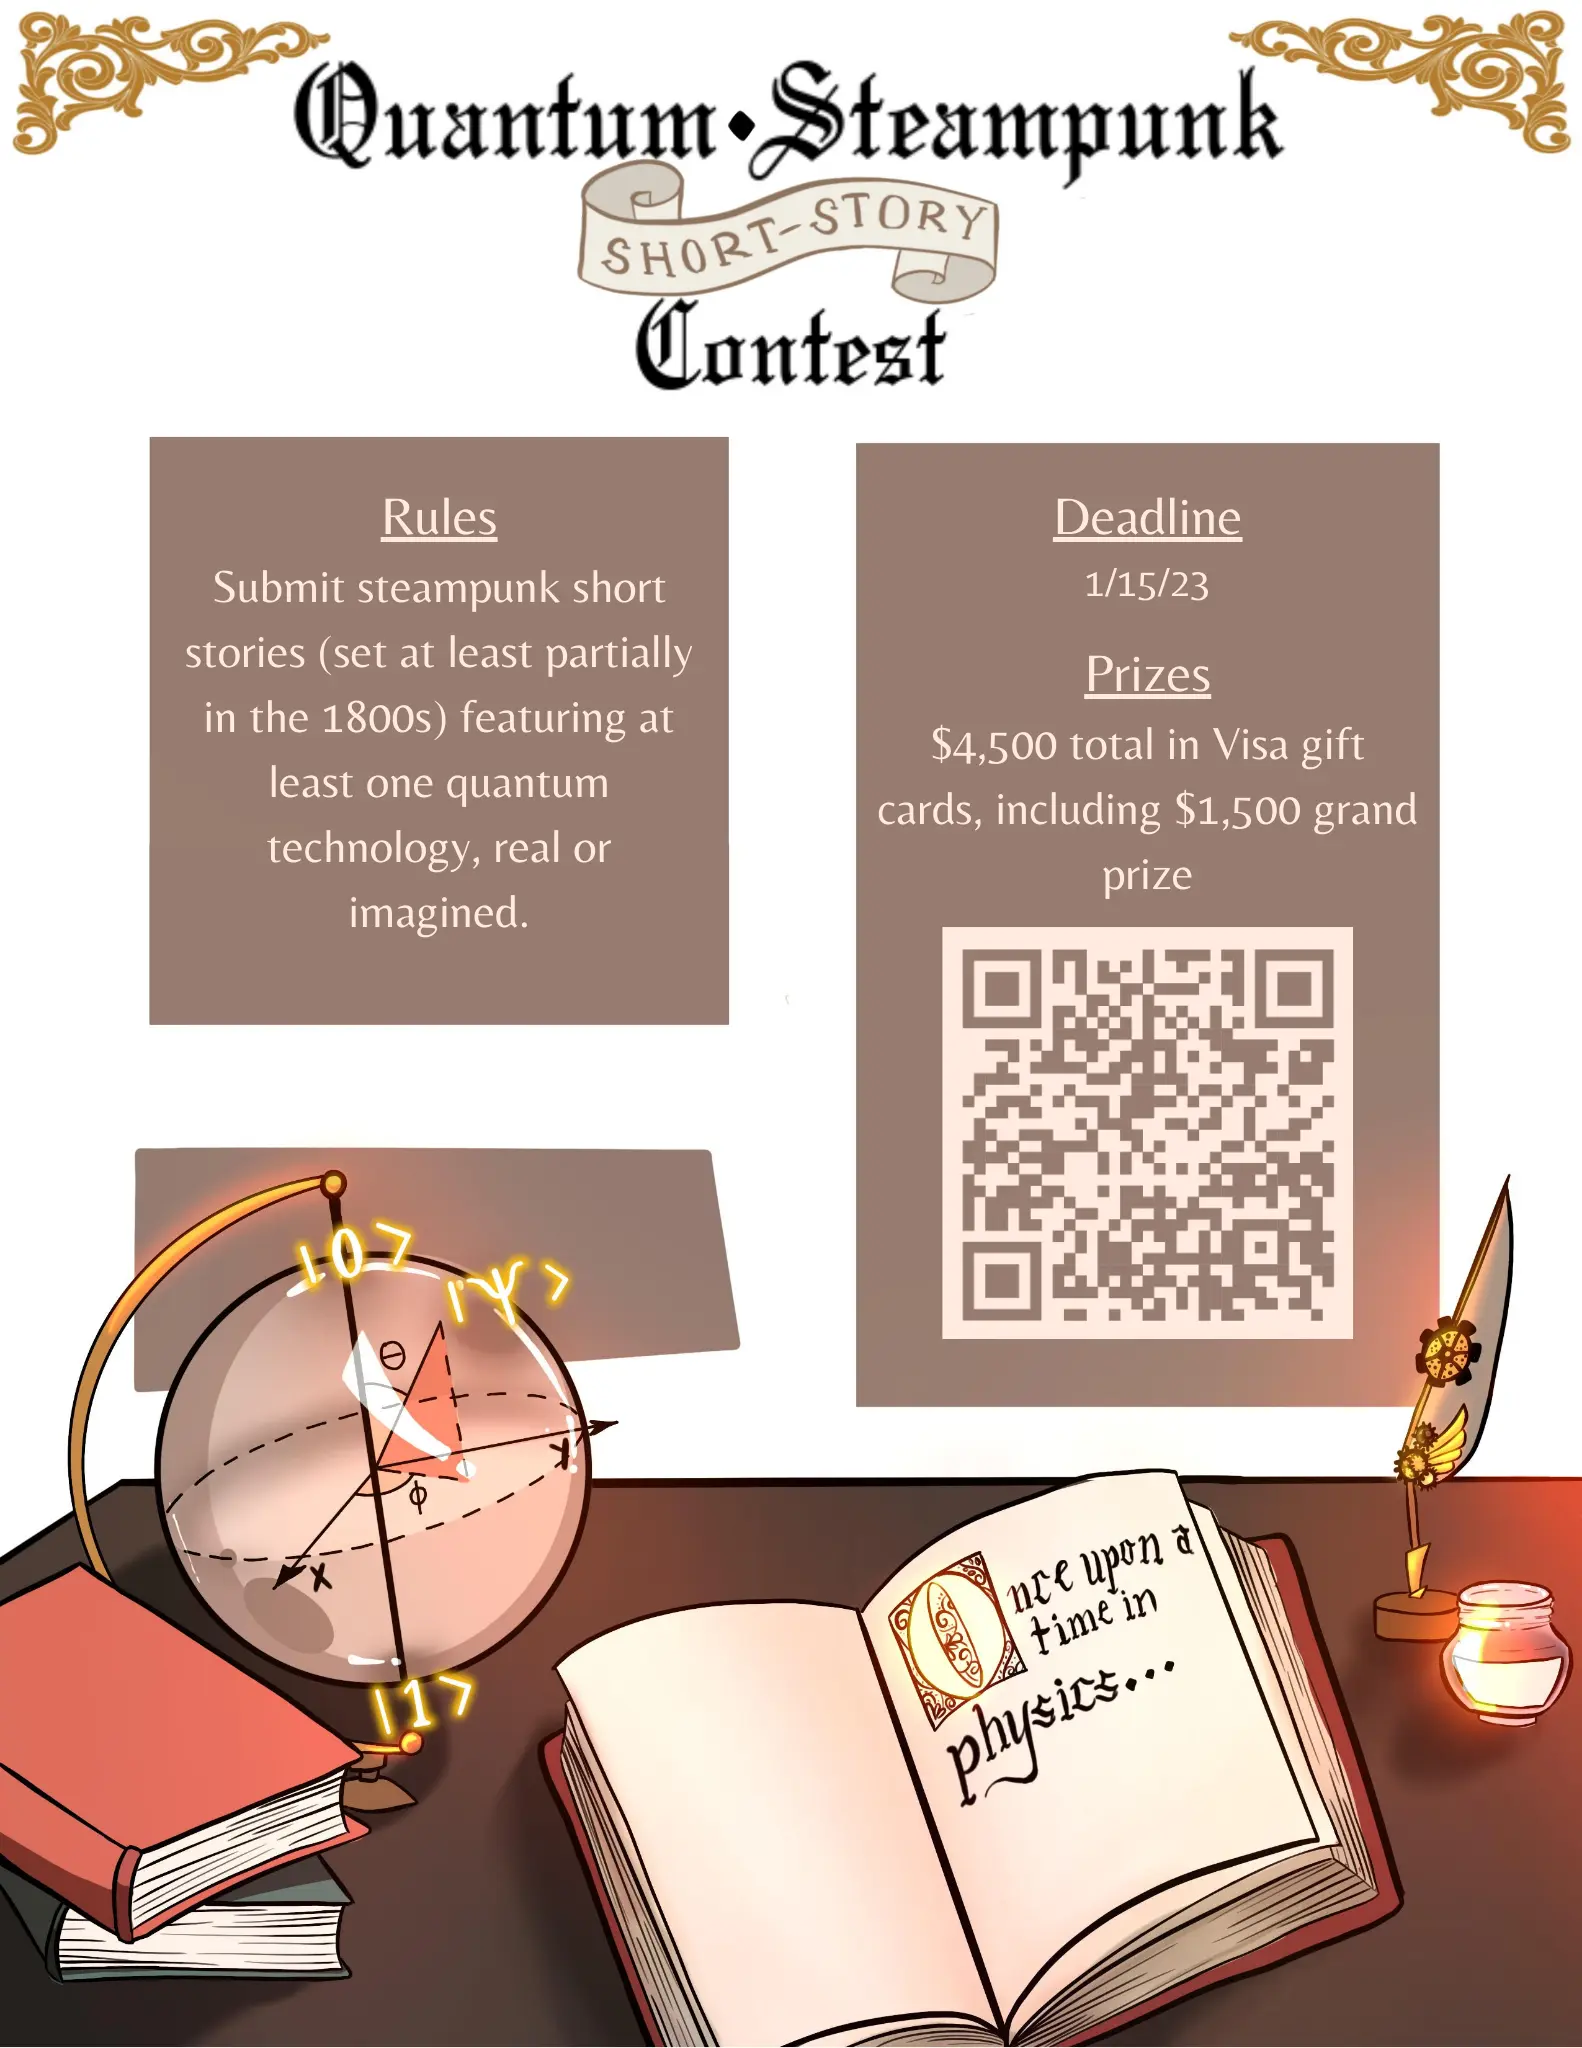 Quantum·Steampunk
SHORT-STORY
Contest
Rules
Submit steampunk short
stories (set at least partially
in the 1800s) featuring at
least one quantum
technology, real or
imagined.
Deadline
1/15/23
Prizes
$4,500 total in Visa gift
cards, including $1,500 grand
prize
|0>
|ψ>
θ
Y
ϕ
X
|1>
Once upon a
time in
physics...